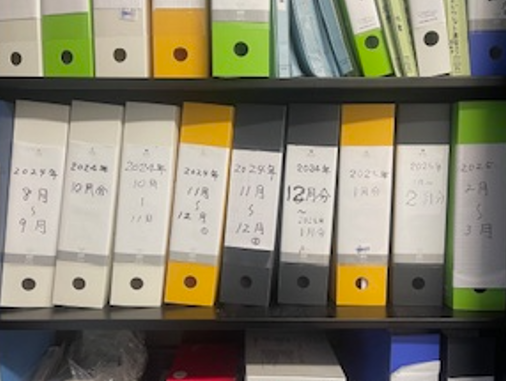 2024年
8月
〜
9月
2024年
10月分
2024年
10月
〜
11月
2024年
11月
〜
12月
①
2024年
11月
〜
12月
②
2024年
12月分
〜
2025年
1月分
2025年
1月分
2025年
2月分
2025
2月
〜
3月